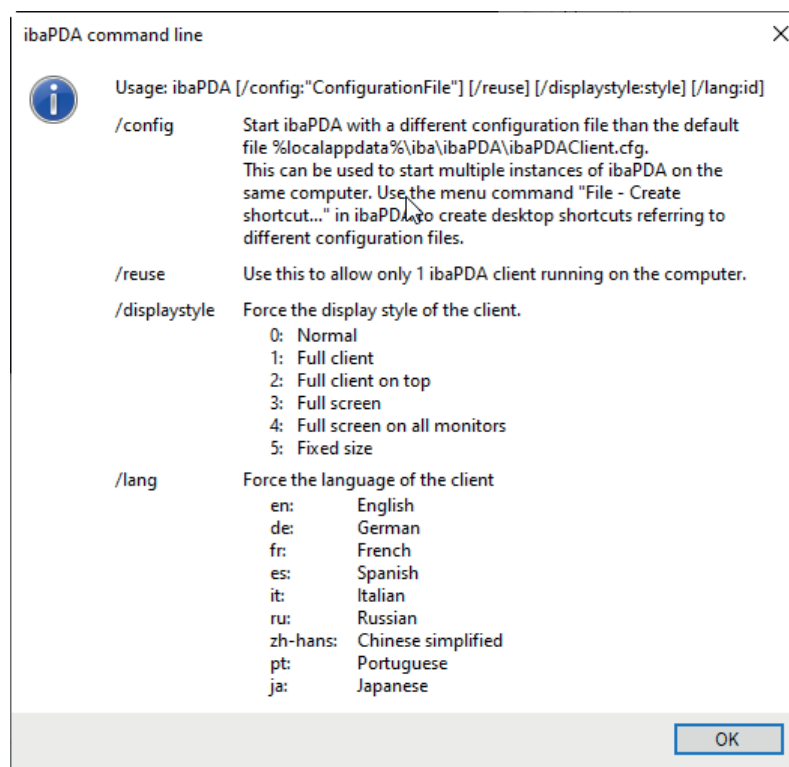 ibaPDA command line
Usage: ibaPDA [/config:"ConfigurationFile"] [/reuse] [/displaystyle:style] [/lang:id]
/config Start ibaPDA with a different configuration file than the default
file %localappdata%\iba\ibaPDA\ibaPDAClient.cfg.
This can be used to start multiple instances of ibaPDA on the
same computer. Use the menu command "File - Create
shortcut..." in ibaPDA to create desktop shortcuts referring to
different configuration files.
/reuse Use this to allow only 1 ibaPDA client running on the computer.
/displaystyle Force the display style of the client.
0: Normal
1: Full client
2: Full client on top
3: Full screen
4: Full screen on all monitors
5: Fixed size
/lang Force the language of the client
en: English
de: German
fr: French
es: Spanish
it: Italian
ru: Russian
zh-hans: Chinese simplified
pt: Portuguese
ja: Japanese
OK